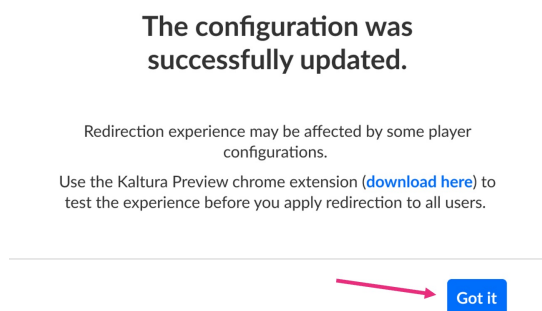 The configuration was
successfully updated.
Redirection experience may be affected by some player
configurations.
Use the Kaltura Preview chrome extension (download here) to
test the experience before you apply redirection to all users.
Got it